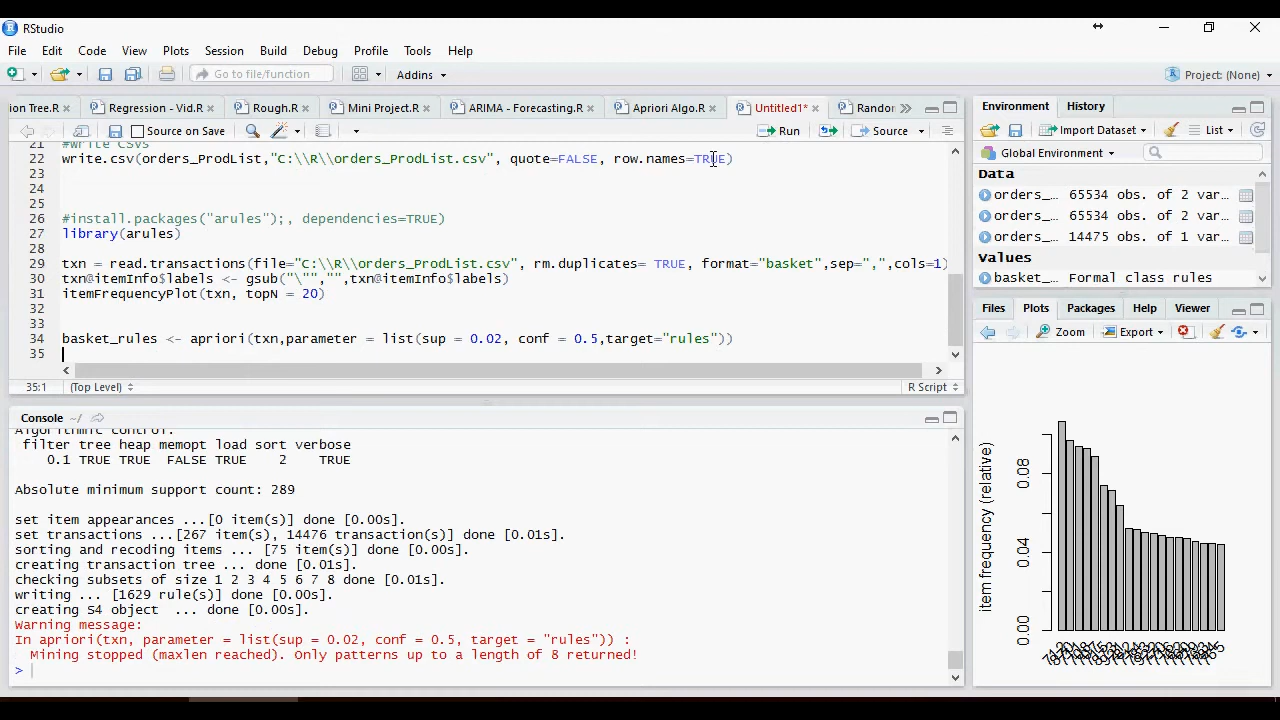 RStudio
File Edit Code View Plots Session Build Debug Profile Tools Help
Go to file/function
Addins
Project: (None)
ion Tree.R
Regression - Vid.R
Rough.R
Mini Project.R
ARIMA - Forecasting.R
Apriori Algo.R
Untitled1*
Randor
Source on Save
Run
Source
21 #Write CSVs
22 write.csv(orders_ProdList,"C:\\R\\orders_ProdList.csv", quote=FALSE, row.names=TRUE)
23
24
25
26 #install.packages("arules");, dependencies=TRUE)
27 library(arules)
28
29 txn = read.transactions(file="C:\\R\\orders_ProdList.csv", rm.duplicates= TRUE, format="basket",sep=",",cols=1)
30 txn@itemInfo$labels <- gsub("\"","",txn@itemInfo$labels)
31 itemFrequencyPlot(txn, topN = 20)
32
33
34 basket_rules <- apriori(txn,parameter = list(sup = 0.02, conf = 0.5,target="rules"))
35
35:1 (Top Level) R Script
Console ~/
Algorithmic control:
filter tree heap memopt load sort verbose
0.1 TRUE TRUE FALSE TRUE 2 TRUE
Absolute minimum support count: 289
set item appearances ...[0 item(s)] done [0.00s].
set transactions ...[267 item(s), 14476 transaction(s)] done [0.01s].
sorting and recoding items ... [75 item(s)] done [0.00s].
creating transaction tree ... done [0.01s].
checking subsets of size 1 2 3 4 5 6 7 8 done [0.01s].
writing ... [1629 rule(s)] done [0.00s].
creating S4 object ... done [0.00s].
Warning message:
In apriori(txn, parameter = list(sup = 0.02, conf = 0.5, target = "rules")) :
Mining stopped (maxlen reached). Only patterns up to a length of 8 returned!
>
Environment History
Import Dataset List
Global Environment
Data
orders_… 65534 obs. of 2 var…
orders_… 65534 obs. of 2 var…
orders_… 14475 obs. of 1 var…
Values
basket_… Formal class rules
Files Plots Packages Help Viewer
Zoom Export
item frequency (relative)
0.08
0.04
0.00